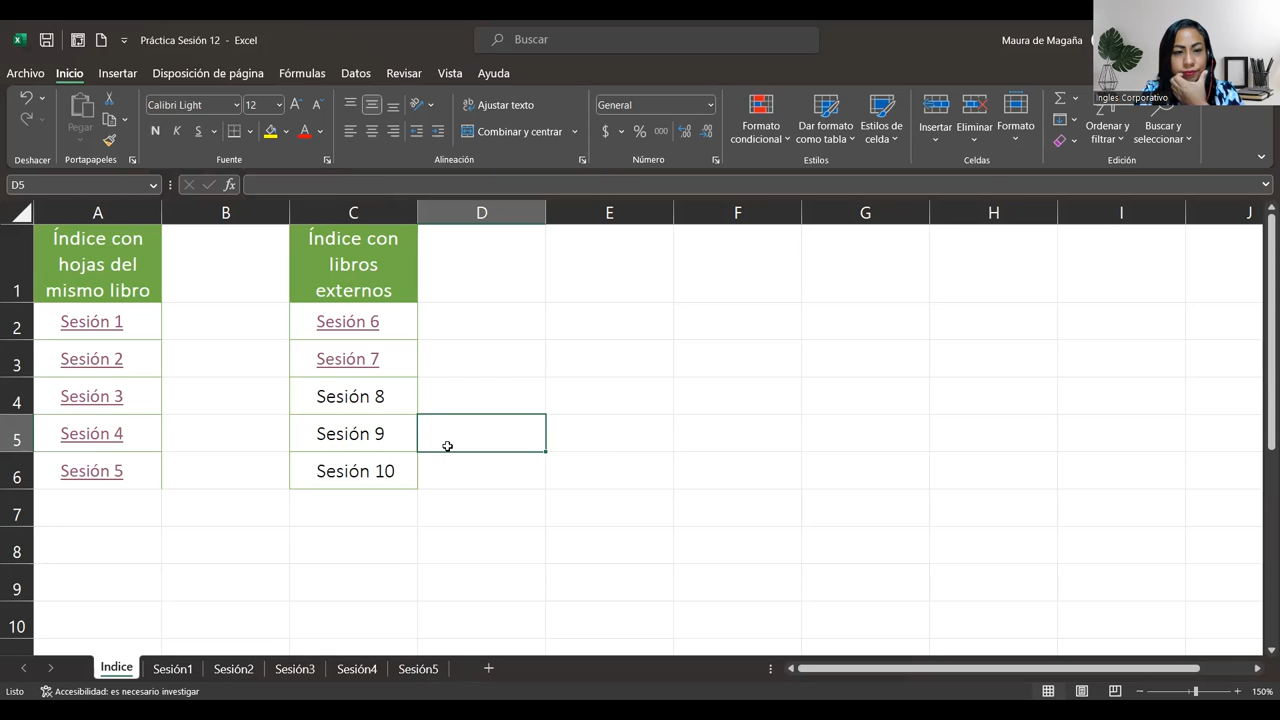 Práctica Sesión 12 - Excel
Buscar
Maura de Magaña
Ingles Corporativo
Archivo Inicio Insertar Disposición de página Fórmulas Datos Revisar Vista Ayuda
Calibri Light 12
Ajustar texto
General
Pegar
N K S
Combinar y centrar
$ % 000
Formato condicional
Dar formato como tabla
Estilos de celda
Insertar Eliminar Formato
Ordenar y filtrar
Buscar y seleccionar
Deshacer Portapapeles Fuente Alineación Número Estilos Celdas Edición
D5
fx
A B C D E F G H I J
1
Índice con
hojas del
mismo libro
Índice con
libros
externos
2 Sesión 1 Sesión 6
3 Sesión 2 Sesión 7
4 Sesión 3 Sesión 8
5 Sesión 4 Sesión 9
6 Sesión 5 Sesión 10
7
8
9
10
Indice Sesión1 Sesión2 Sesión3 Sesión4 Sesión5
Listo Accesibilidad: es necesario investigar 150%